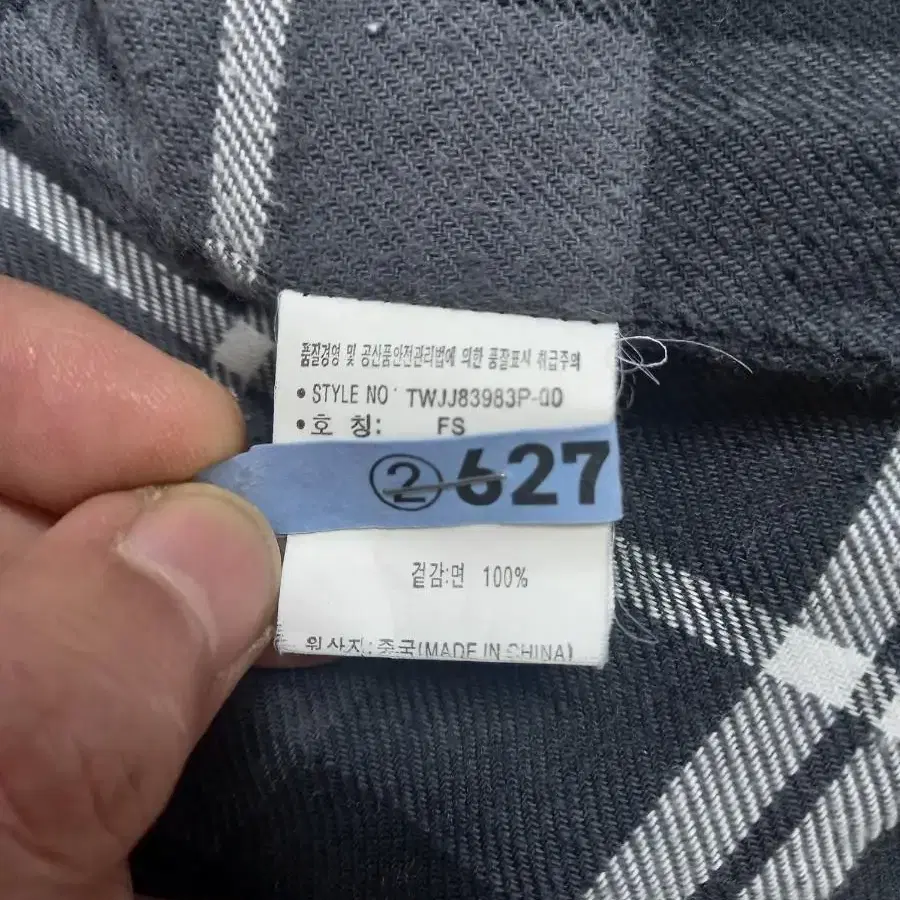 품질경영 및 공산품안전관리법에 의한 품잘표시 취급주의
• STYLE NO: TWJJ83983P-QD
• 호 칭: FS
② 627
겉감:면 100%
원산지: 중국(MADE IN CHINA)